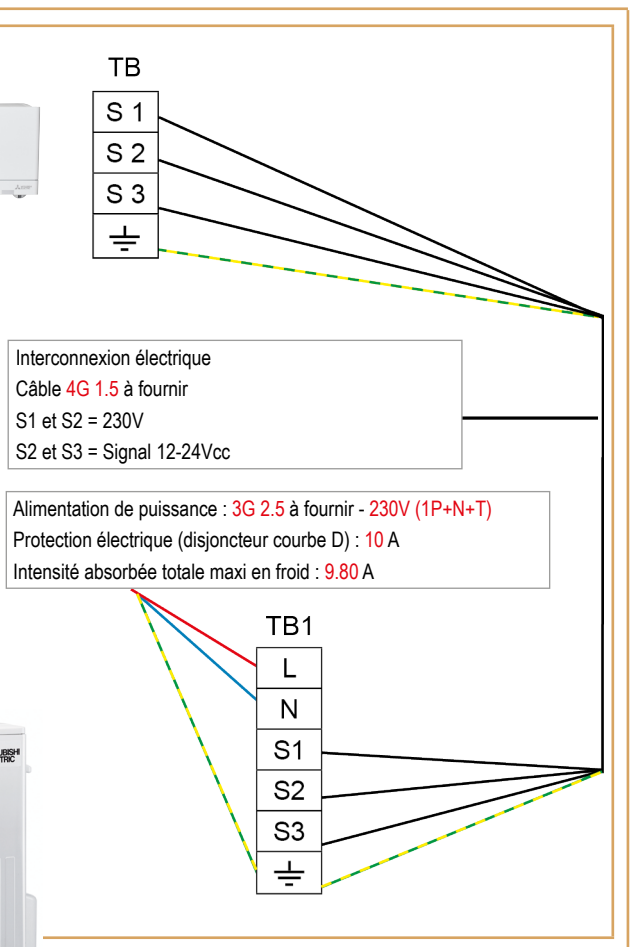 TB
S 1
S 2
S 3
Interconnexion électrique
Câble 4G 1.5 à fournir
S1 et S2 = 230V
S2 et S3 = Signal 12-24Vcc
Alimentation de puissance : 3G 2.5 à fournir - 230V (1P+N+T)
Protection électrique (disjoncteur courbe D) : 10 A
Intensité absorbée totale maxi en froid : 9.80 A
TB1
L
N
S1
S2
S3
UBISHI
TRIC